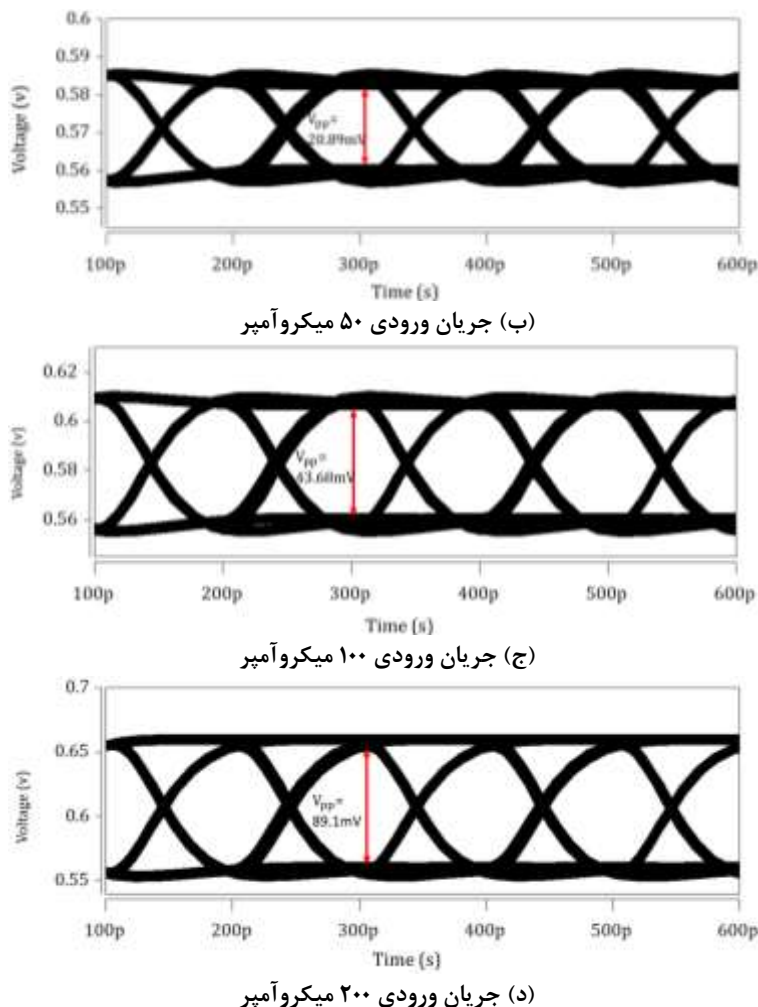 0.6
0.59
0.58
0.57
0.56
0.55
Voltage (v)
Vpp=
20.89mV
100p 200p 300p 400p 500p 600p
Time (s)
(ب) جریان ورودی ۵۰ میکروآمپر
0.62
0.6
0.58
0.56
Voltage (v)
Vpp=
43.60mV
100p 200p 300p 400p 500p 600p
Time (s)
(ج) جریان ورودی ۱۰۰ میکروآمپر
0.7
0.65
0.6
0.55
Voltage (v)
Vpp=
89.1mV
100p 200p 300p 400p 500p 600p
Time (s)
(د) جریان ورودی ۲۰۰ میکروآمپر